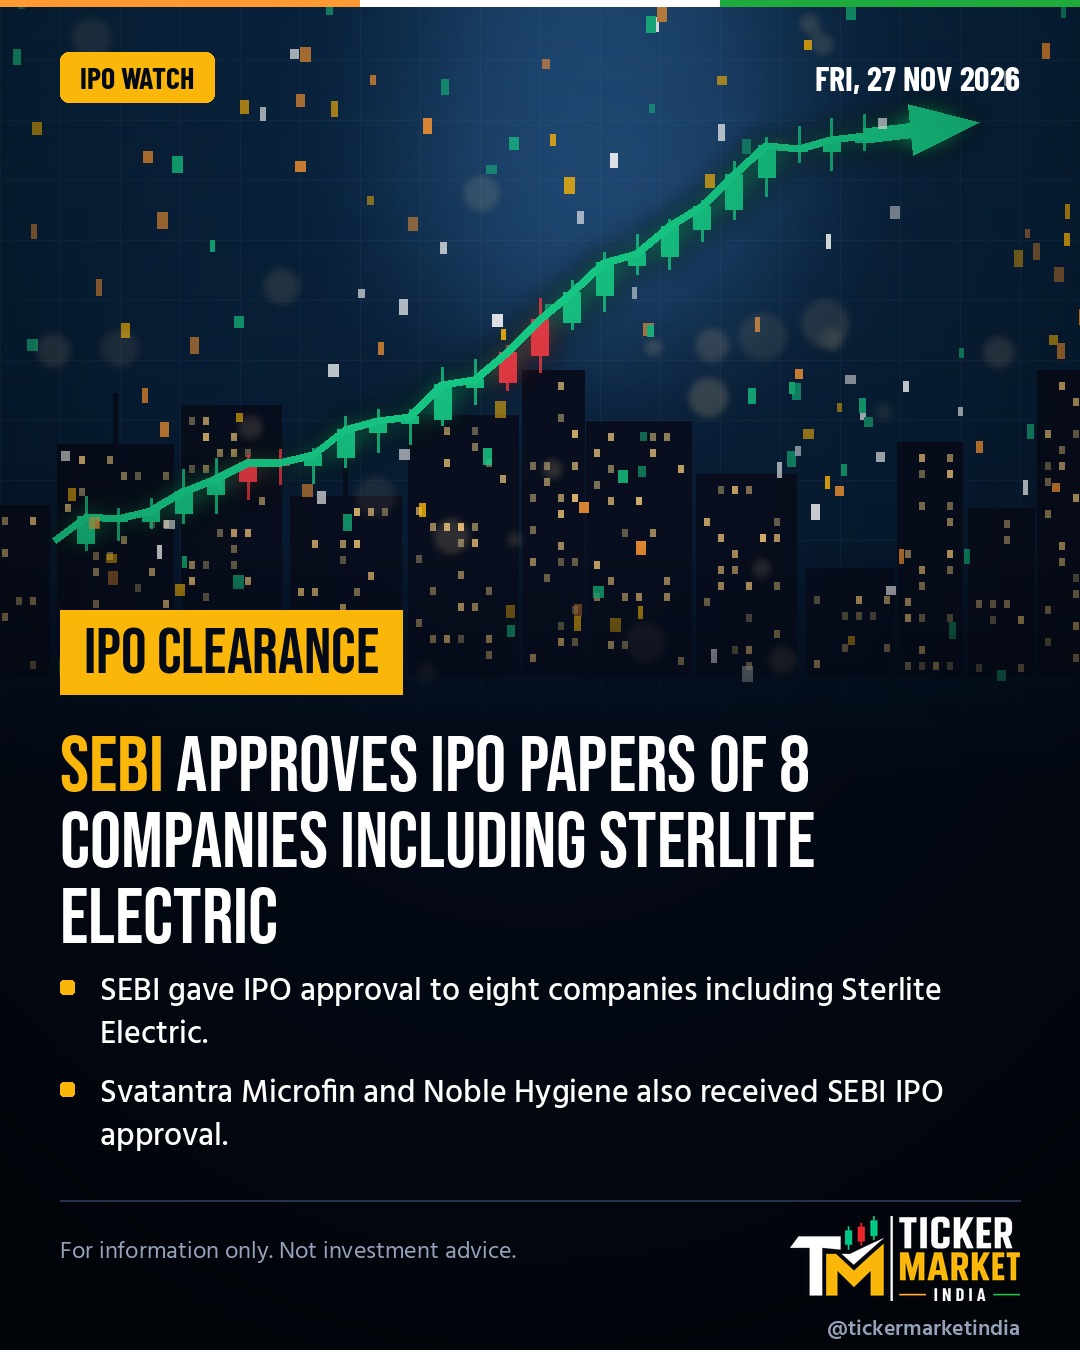 IPO WATCH
FRI, 27 NOV 2026
IPO CLEARANCE
SEBI APPROVES IPO PAPERS OF 8
COMPANIES INCLUDING STERLITE
ELECTRIC
SEBI gave IPO approval to eight companies including Sterlite
Electric.
Svatantra Microfin and Noble Hygiene also received SEBI IPO
approval.
For information only. Not investment advice.
TM
TICKER
MARKET
INDIA
@tickermarketindia